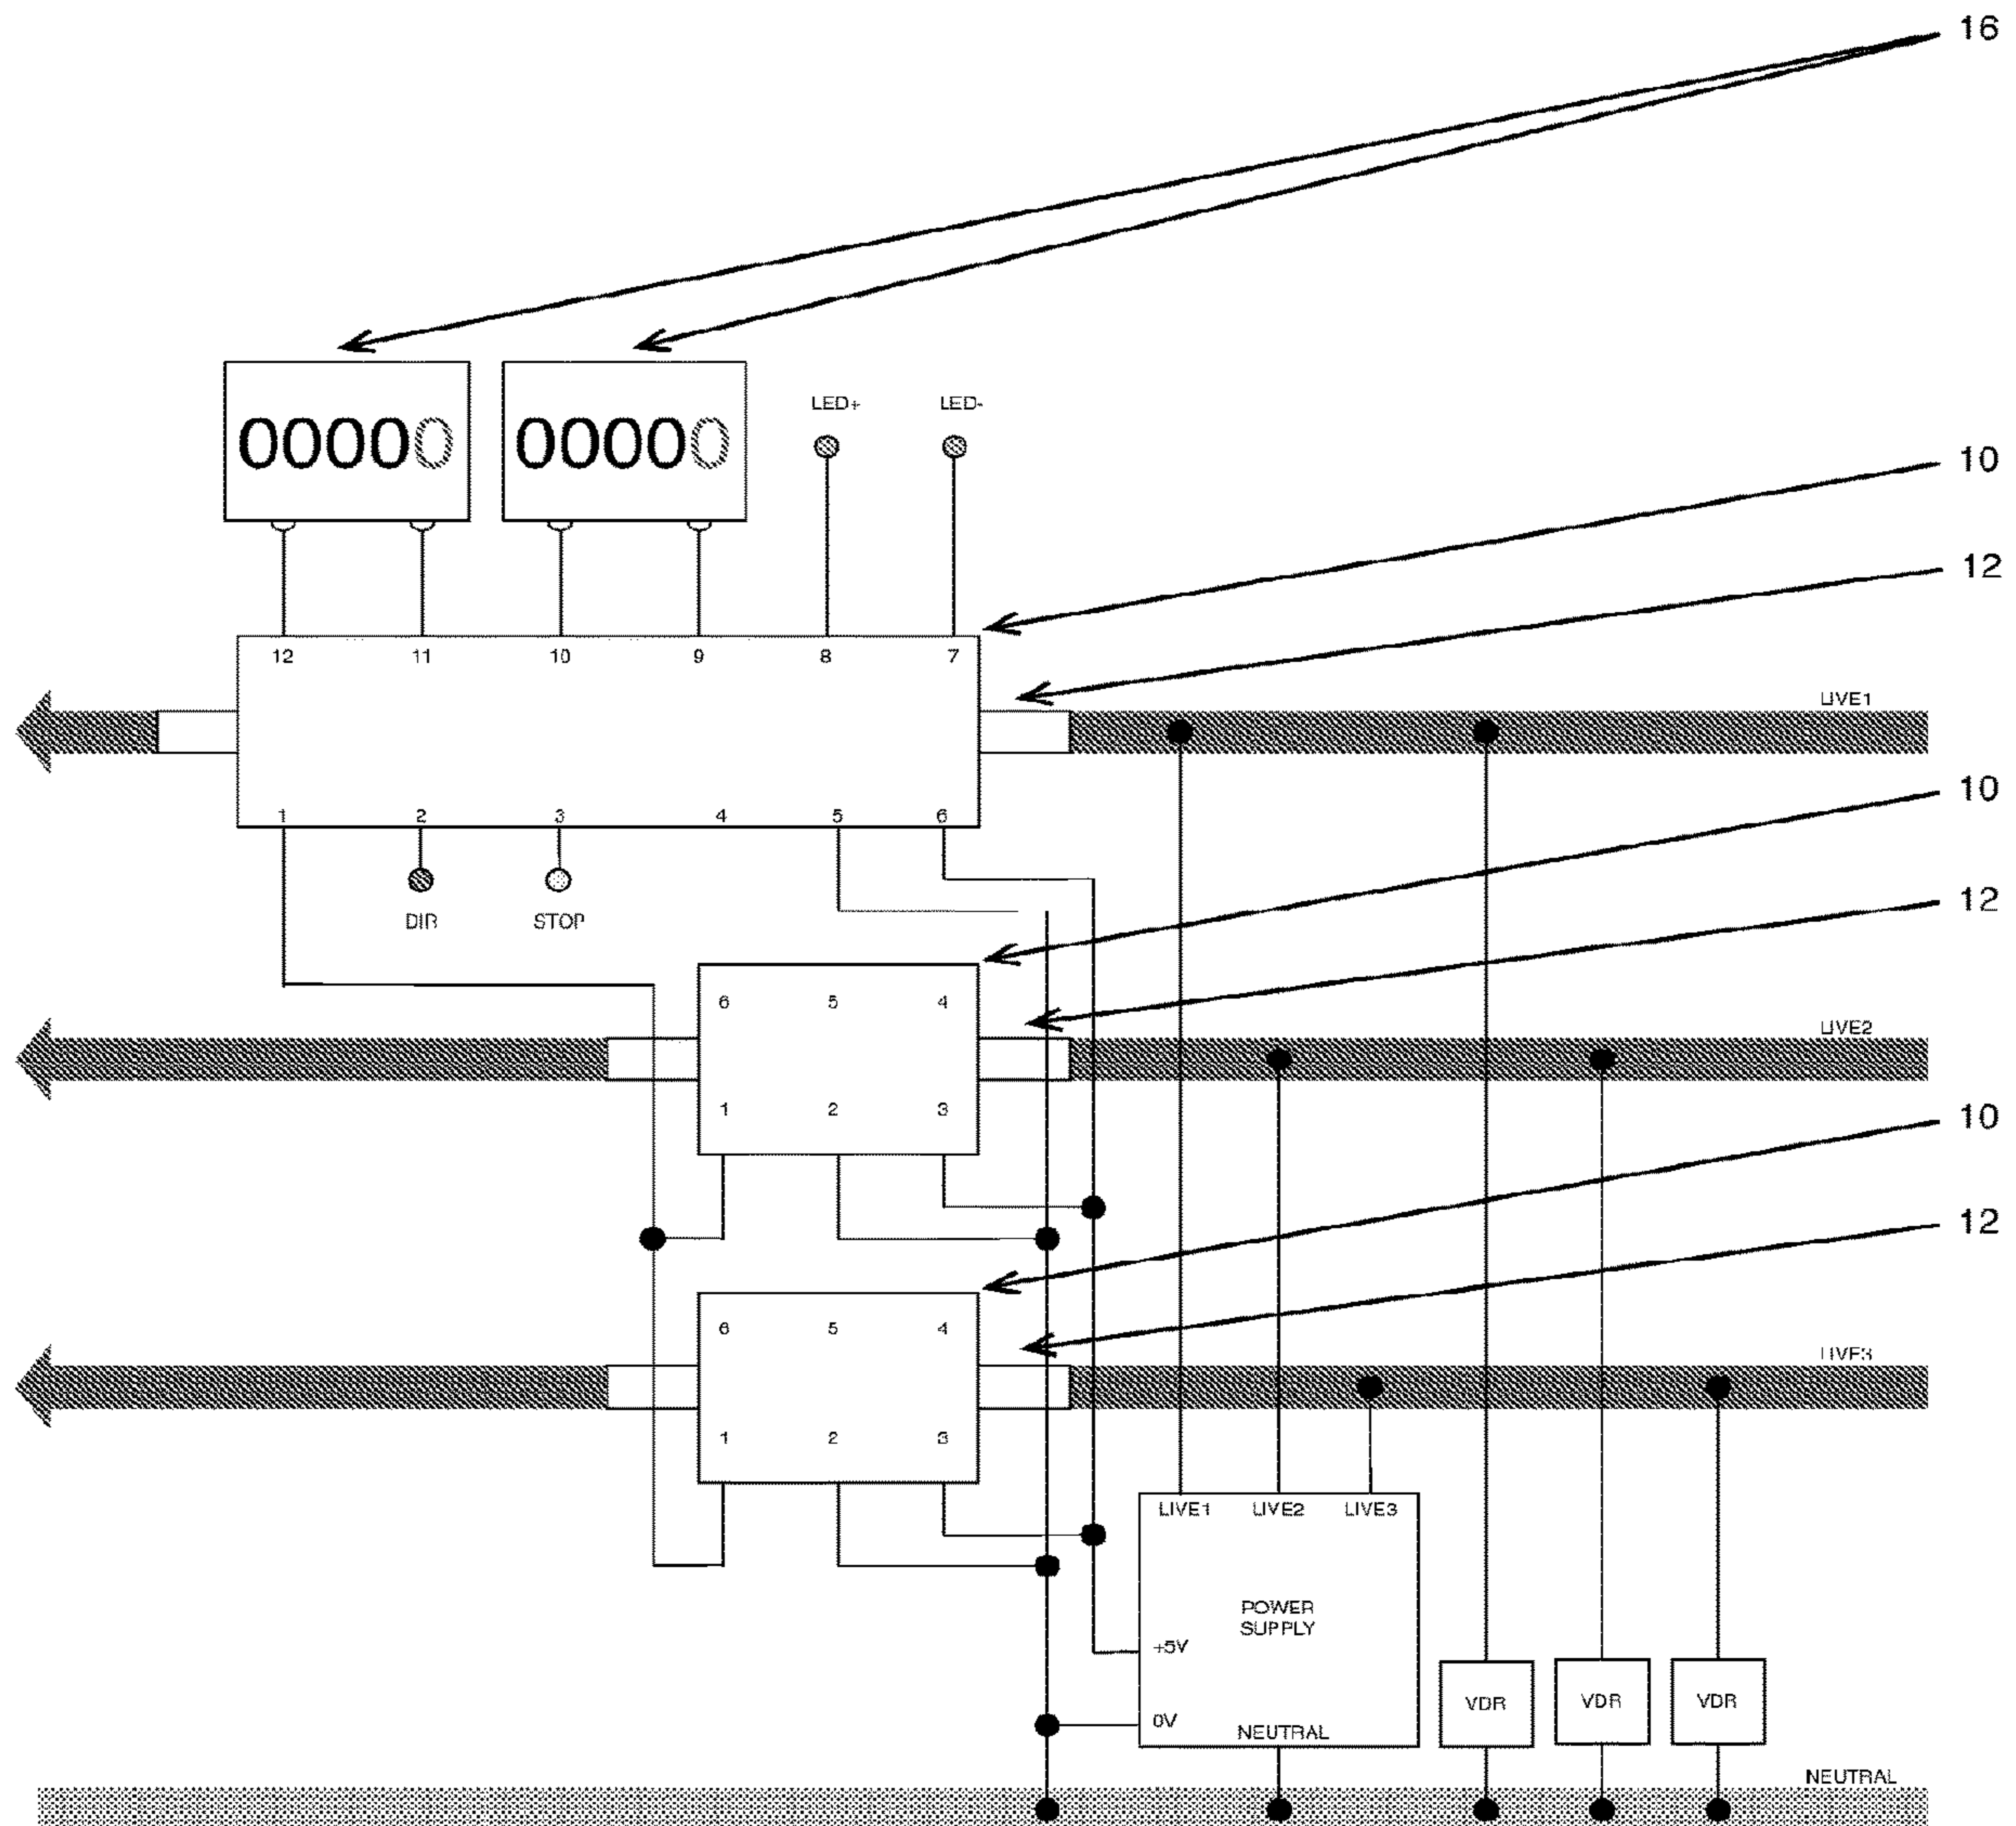 16
00000 00000
LED+ LED-
10
12
12 11 10 9 8 7
LIVE1
1 2 3 4 5 6
10
DIR STOP
12
6 5 4
LIVE2
1 2 3
10
12
6 5 4
LIVE3
1 2 3
LIVE1 LIVE2 LIVE3
POWER
SUPPLY
+5V
VDR VDR VDR
0V
NEUTRAL
NEUTRAL